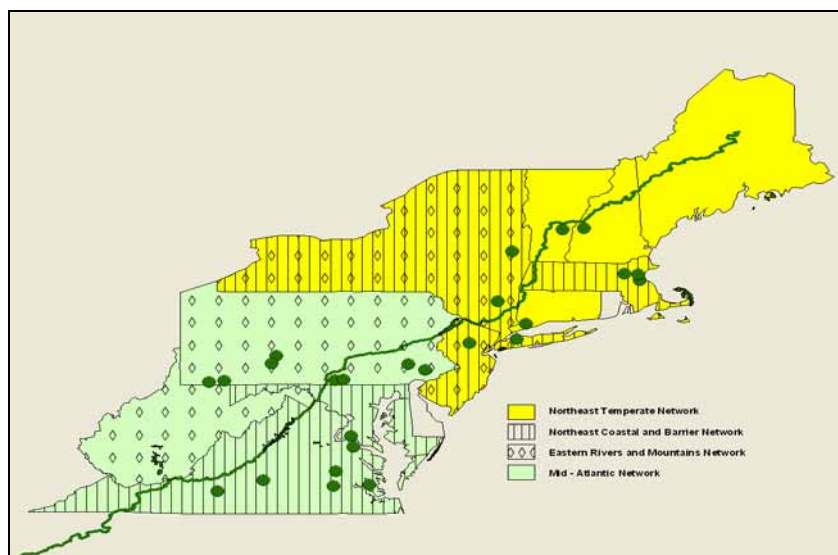 Northeast Temperate Network
Northeast Coastal and Barrier Network
Eastern Rivers and Mountains Network
Mid - Atlantic Network